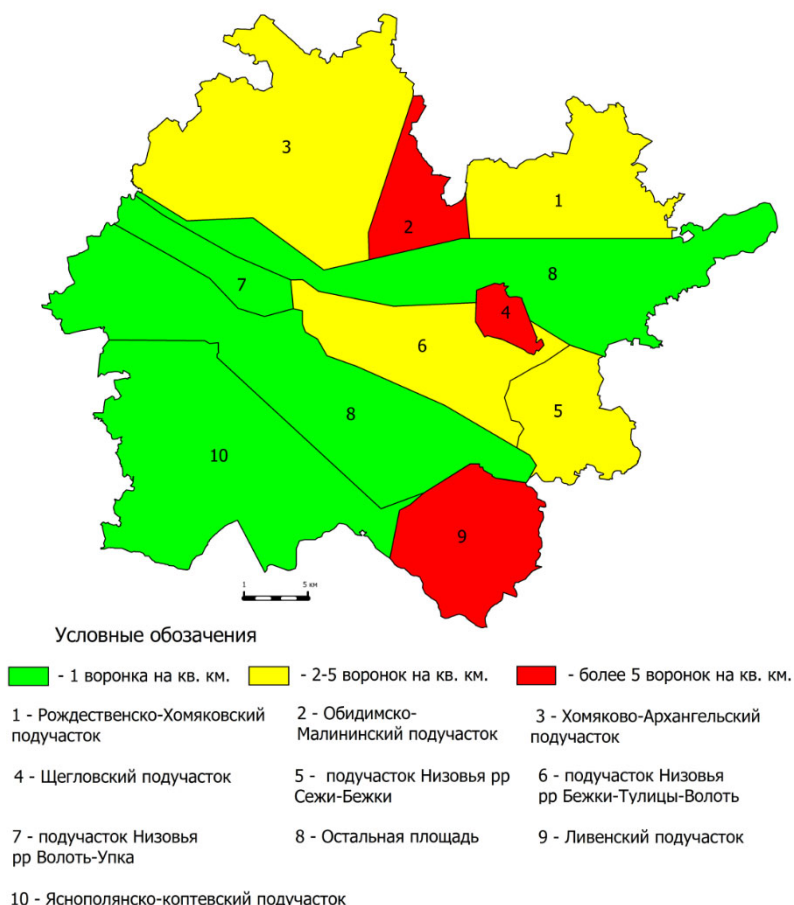 3
1
2
8
7
4
6
5
8
10
9
1 5 км
Условные обозачения
- 1 воронка на кв. км.
- 2-5 воронок на кв. км.
- более 5 воронок на кв. км.
1 - Рождественско-Хомяковский
подучасток
2 - Обидимско-
Малининский подучасток
3 - Хомяково-Архангельский
подучасток
4 - Щегловский подучасток
5 - подучасток Низовья рр
Сежи-Бежки
6 - подучасток Низовья
рр Бежки-Тулицы-Волоть
7 - подучасток Низовья
рр Волоть-Упка
8 - Остальная площадь
9 - Ливенский подучасток
10 - Яснополянско-коптевский подучасток